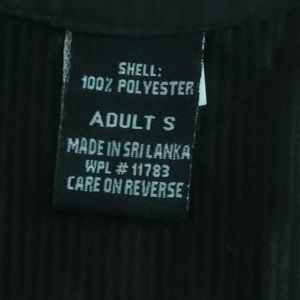 SHELL:
100% POLYESTER
ADULT S
MADE IN SRI LANKA
WPL # 11783
CARE ON REVERSE